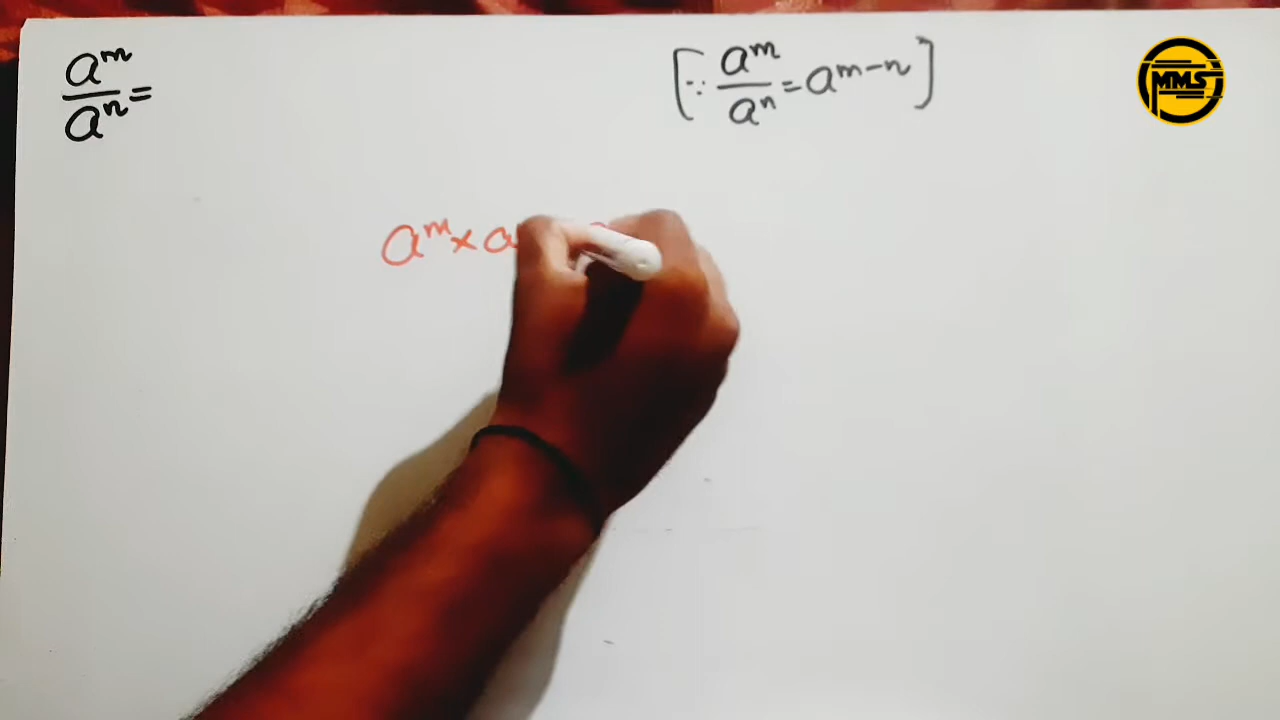 a^m/a^n =
[∵ a^m/a^n = a^(m-n)]
MMS
a^m × a